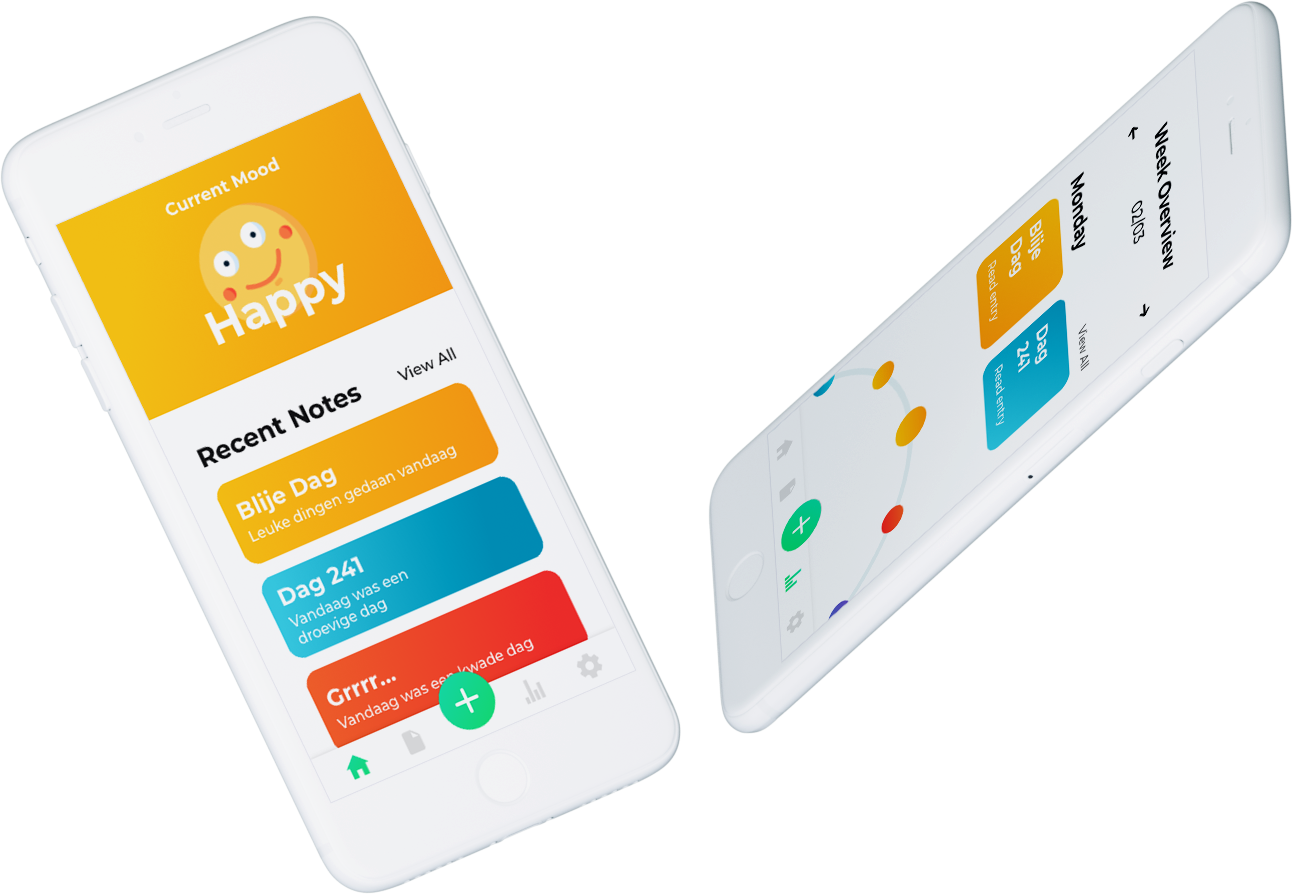 Current Mood
Happy
Recent Notes
View All
Blije Dag
Leuke dingen gedaan vandaag
Dag 241
Vandaag was een
droevige dag
Grrrr...
Vandaag was een kwade dag
Week Overview
02/03
Monday
View All
Blije
Dag
Read entry
Dag
241
Read entry